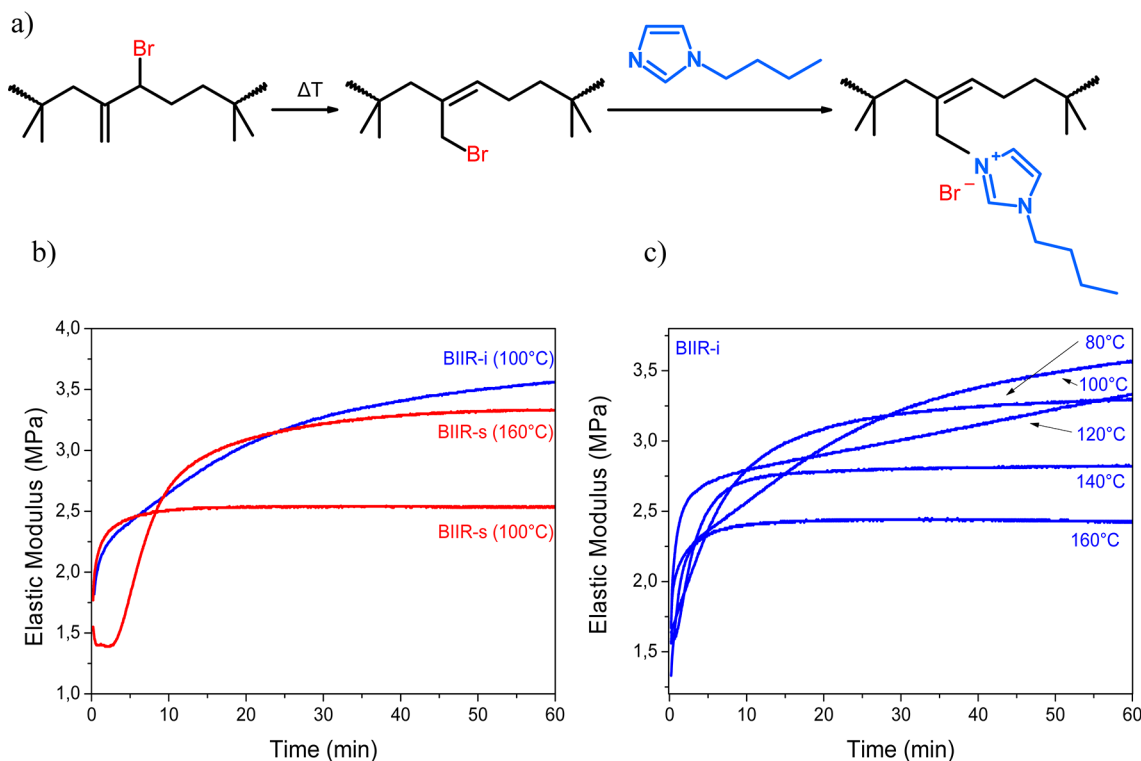 a)
Br
ΔT
Br
N
N
N
+
Br
−
N
b)
c)
4,0
3,5
3,0
2,5
2,0
1,5
1,0
Elastic Modulus (MPa)
BIIR-i (100°C)
BIIR-s (160°C)
BIIR-s (100°C)
0
10
20
30
40
50
60
Time (min)
3,5
3,0
2,5
2,0
1,5
Elastic Modulus (MPa)
BIIR-i
80°C
100°C
120°C
140°C
160°C
0
10
20
30
40
50
60
Time (min)